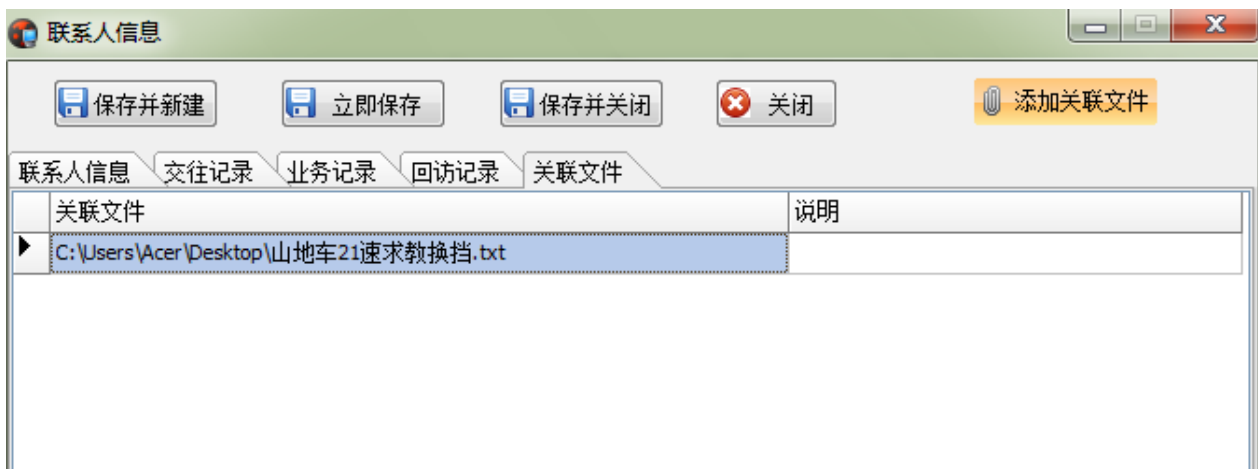 联系人信息
保存并新建 立即保存 保存并关闭 关闭 添加关联文件
联系人信息 交往记录 业务记录 回访记录 关联文件
关联文件 说明
C:\Users\Acer\Desktop\山地车21速求教换挡.txt